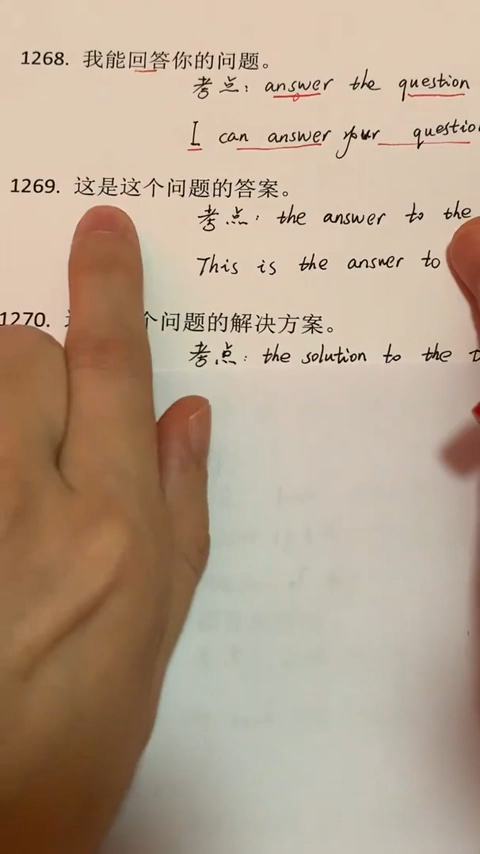 1268. 我能回答你的问题。
考点: answer the question
I can answer your
1269. 这是这个问题的答案。
考点: the answer to the
This is the answer to
1270. 个问题的解决方案。
考点: the solution to the